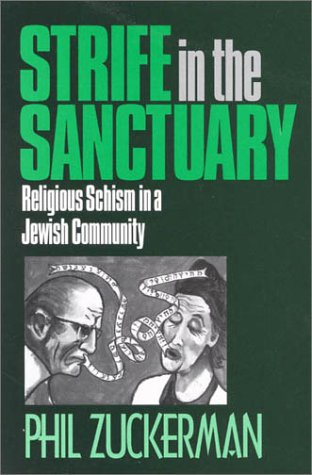 STRIFE in the
SANCTUARY
Religious Schism in a
Jewish Community
PHIL ZUCKERMAN